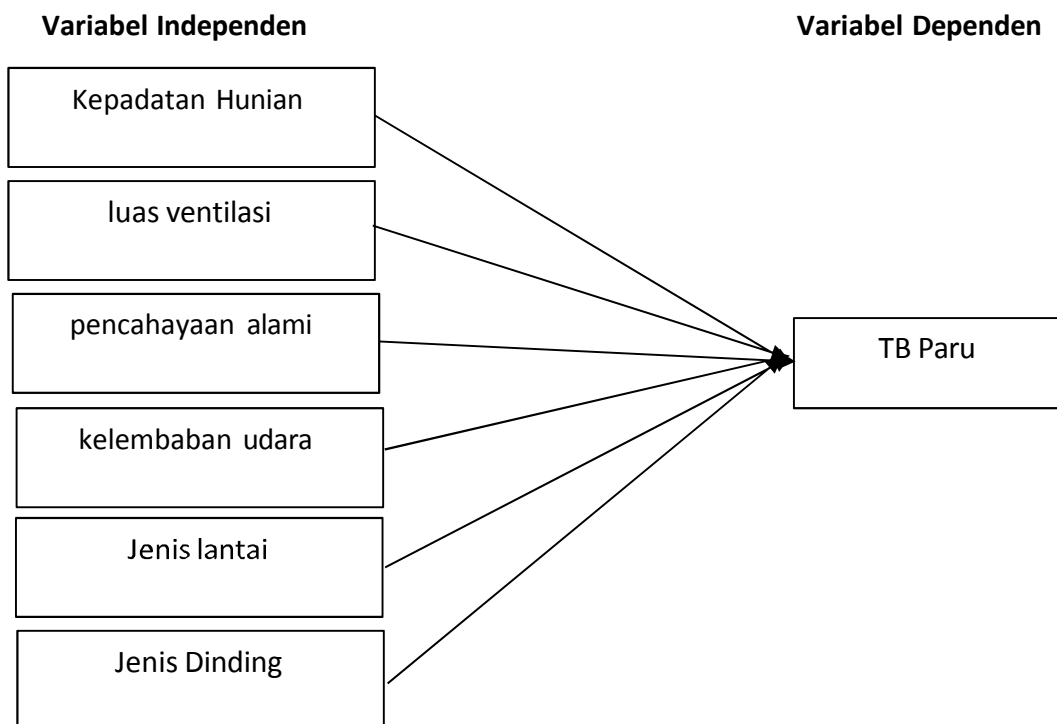 Variabel Independen
Variabel Dependen
Kepadatan Hunian
luas ventilasi
pencahayaan alami
kelembaban udara
Jenis lantai
Jenis Dinding
TB Paru